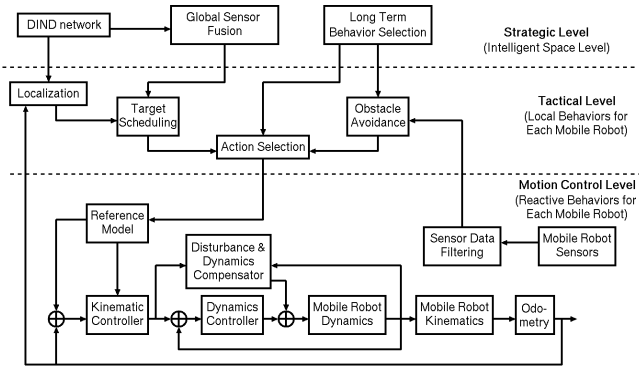 DIND network
Global Sensor
Fusion
Long Term
Behavior Selection
Strategic Level
(Intelligent Space Level)
Localization
Target
Scheduling
Obstacle
Avoidance
Action Selection
Tactical Level
(Local Behaviors for
Each Mobile Robot)
Motion Control Level
(Reactive Behaviors for
Each Mobile Robot)
Reference
Model
Disturbance &
Dynamics
Compensator
Sensor Data
Filtering
Mobile Robot
Sensors
Kinematic
Controller
Dynamics
Controller
Mobile Robot
Dynamics
Mobile Robot
Kinematics
Odo-
metry